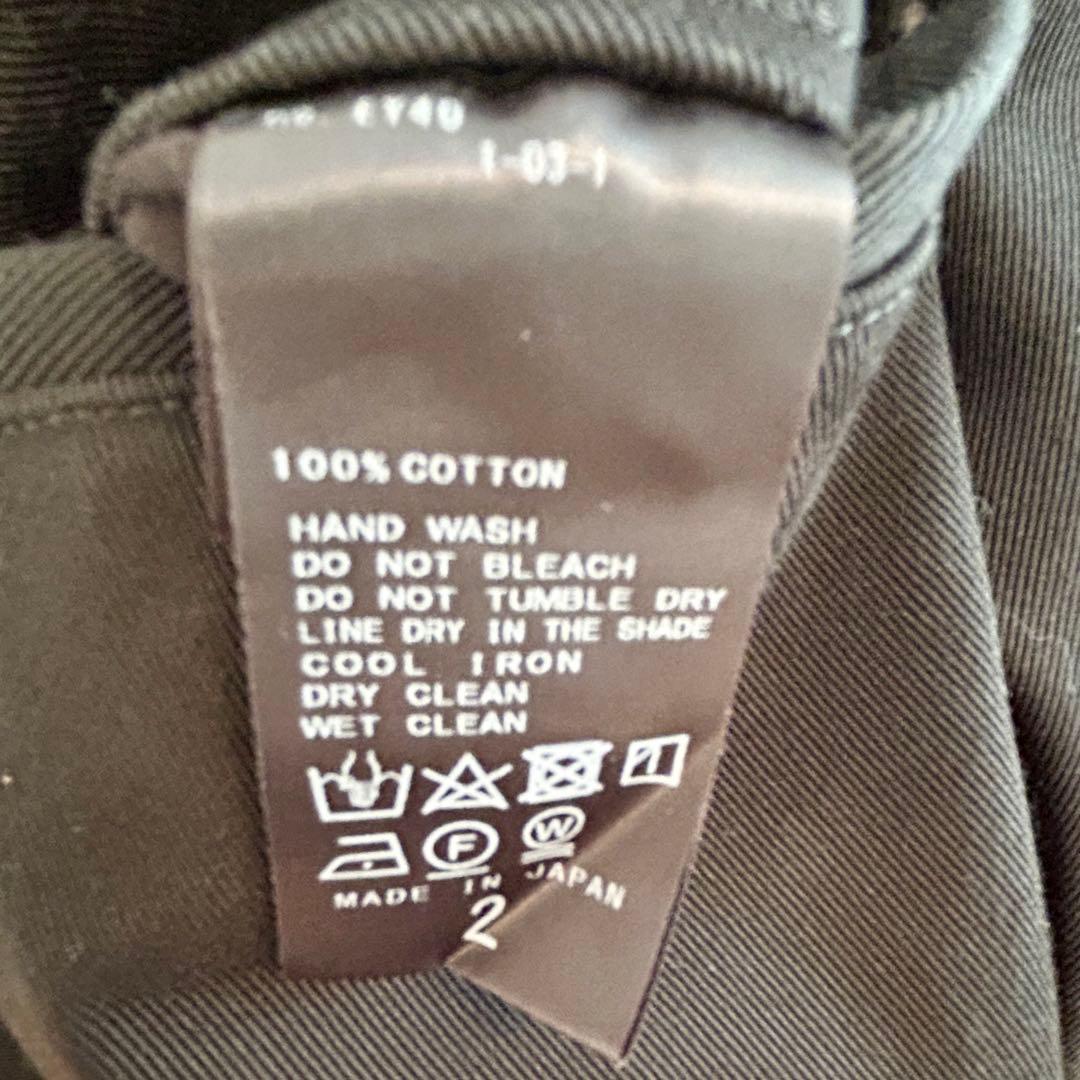 1-03-1
100% COTTON
HAND WASH
DO NOT BLEACH
DO NOT TUMBLE DRY
LINE DRY IN THE SHADE
COOL IRON
DRY CLEAN
WET CLEAN
F W
MADE IN JAPAN
2